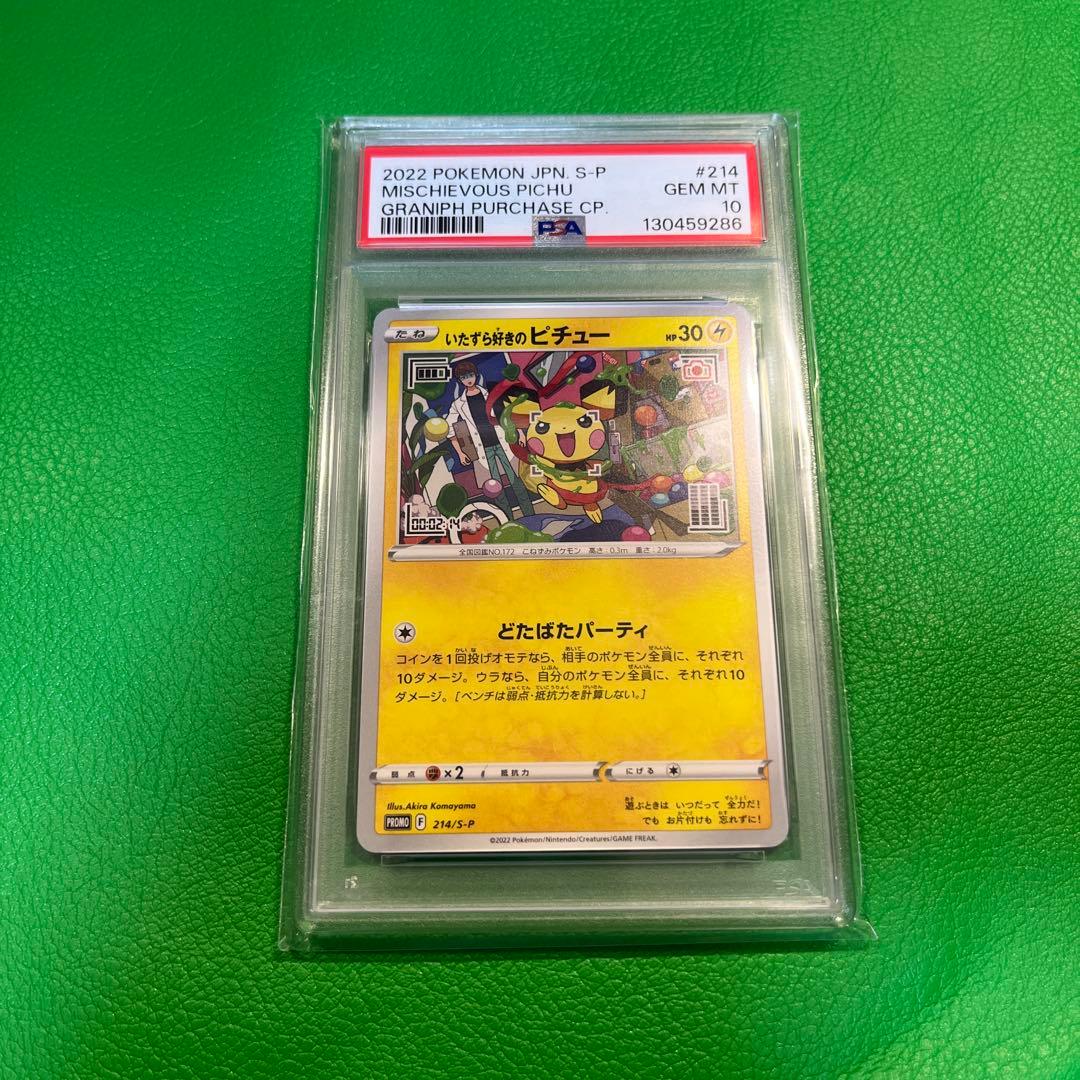 2022 POKEMON JPN. S-P #214
MISCHIEVOUS PICHU GEM MT
GRANIPH PURCHASE CP. 10
PSA 130459286
たね いたずら好きのピチュー HP30
00:02:14
全国図鑑NO.172 こねずみポケモン 高さ:0.3m 重さ:2.0kg
どたばたパーティ
コインを1回投げオモテなら、相手のポケモン全員に、それぞれ
10ダメージ。ウラなら、自分のポケモン全員に、それぞれ10
ダメージ。[ベンチは弱点・抵抗力を計算しない。]
弱点 ×2 抵抗力 にげる
Illus.Akira Komayama
PROMO F 214/S-P
遊ぶときは いつだって 全力だ!
でも お片付けも 忘れずに!
©2022 Pokémon/Nintendo/Creatures/GAME FREAK.